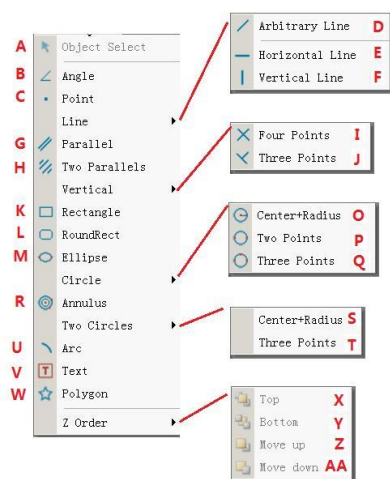 A Object Select
B Angle
C Point
Line
Arbitrary Line D
Horizontal Line E
Vertical Line F
G Parallel
H Two Parallels
Vertical
Four Points I
Three Points J
K Rectangle
L RoundRect
M Ellipse
Circle
Center+Radius O
Two Points P
Three Points Q
R Annulus
Two Circles
Center+Radius S
Three Points T
U Arc
V T Text
W Polygon
Z Order
Top X
Bottom Y
Move up Z
Move down AA